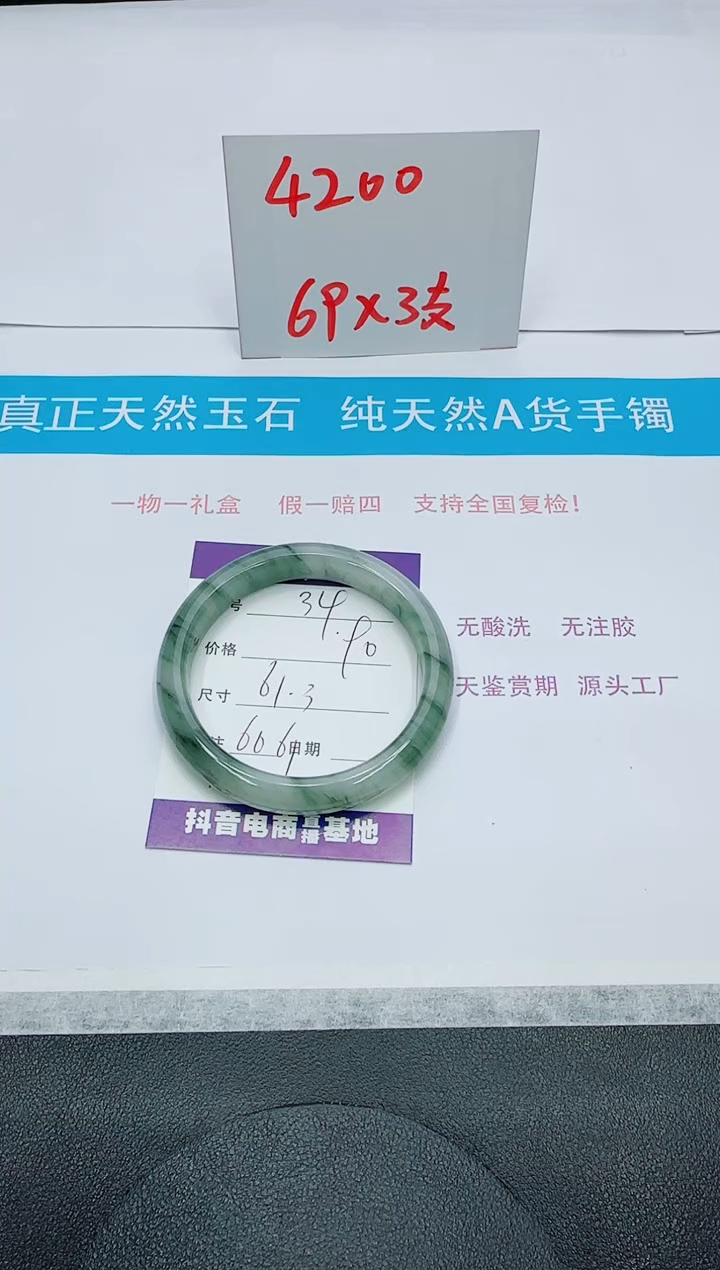 4200
69x3支
真正天然玉石 纯天然A货手镯
一物一礼盒 假一赔四 支持全国复检!
号
无酸洗 无注胶
价格
尺寸 61.3
天鉴赏期 源头工厂
日期
抖音电商直播基地